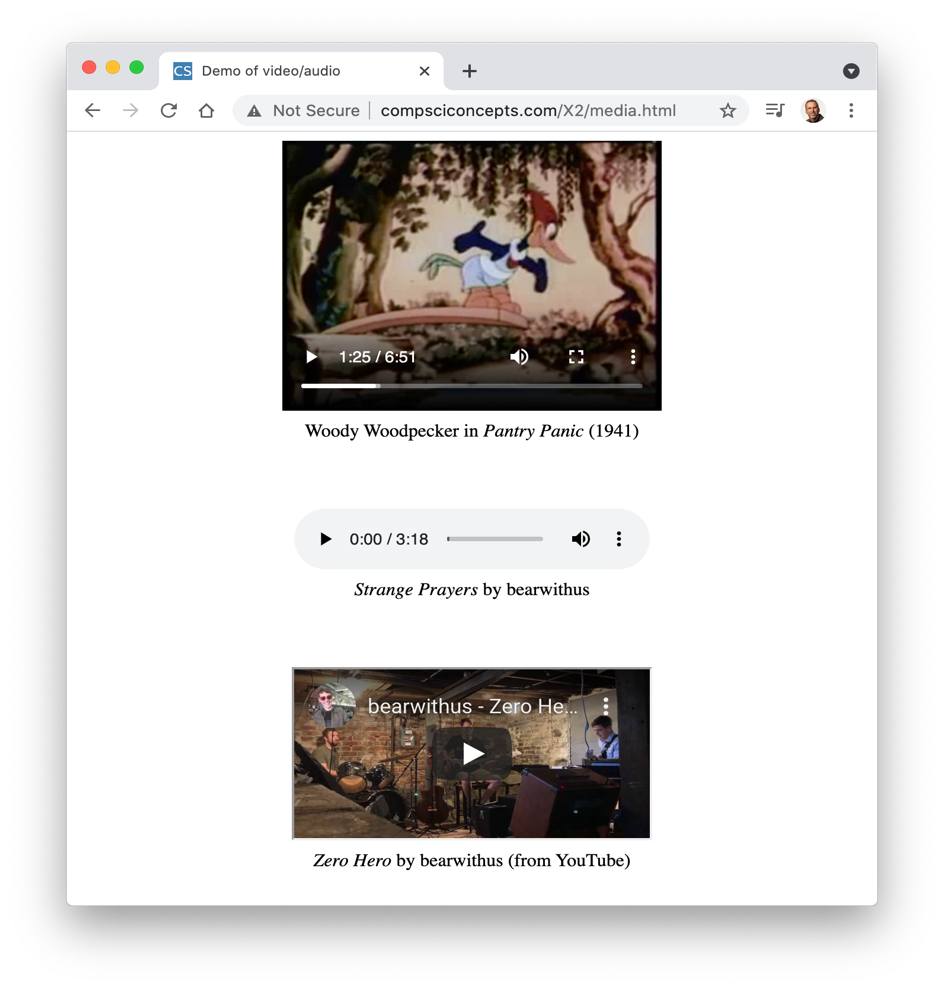 CS Demo of video/audio
Not Secure | compsciconcepts.com/X2/media.html
1:25 / 6:51
Woody Woodpecker in Pantry Panic (1941)
0:00 / 3:18
Strange Prayers by bearwithus
bearwithus - Zero He...
Zero Hero by bearwithus (from YouTube)